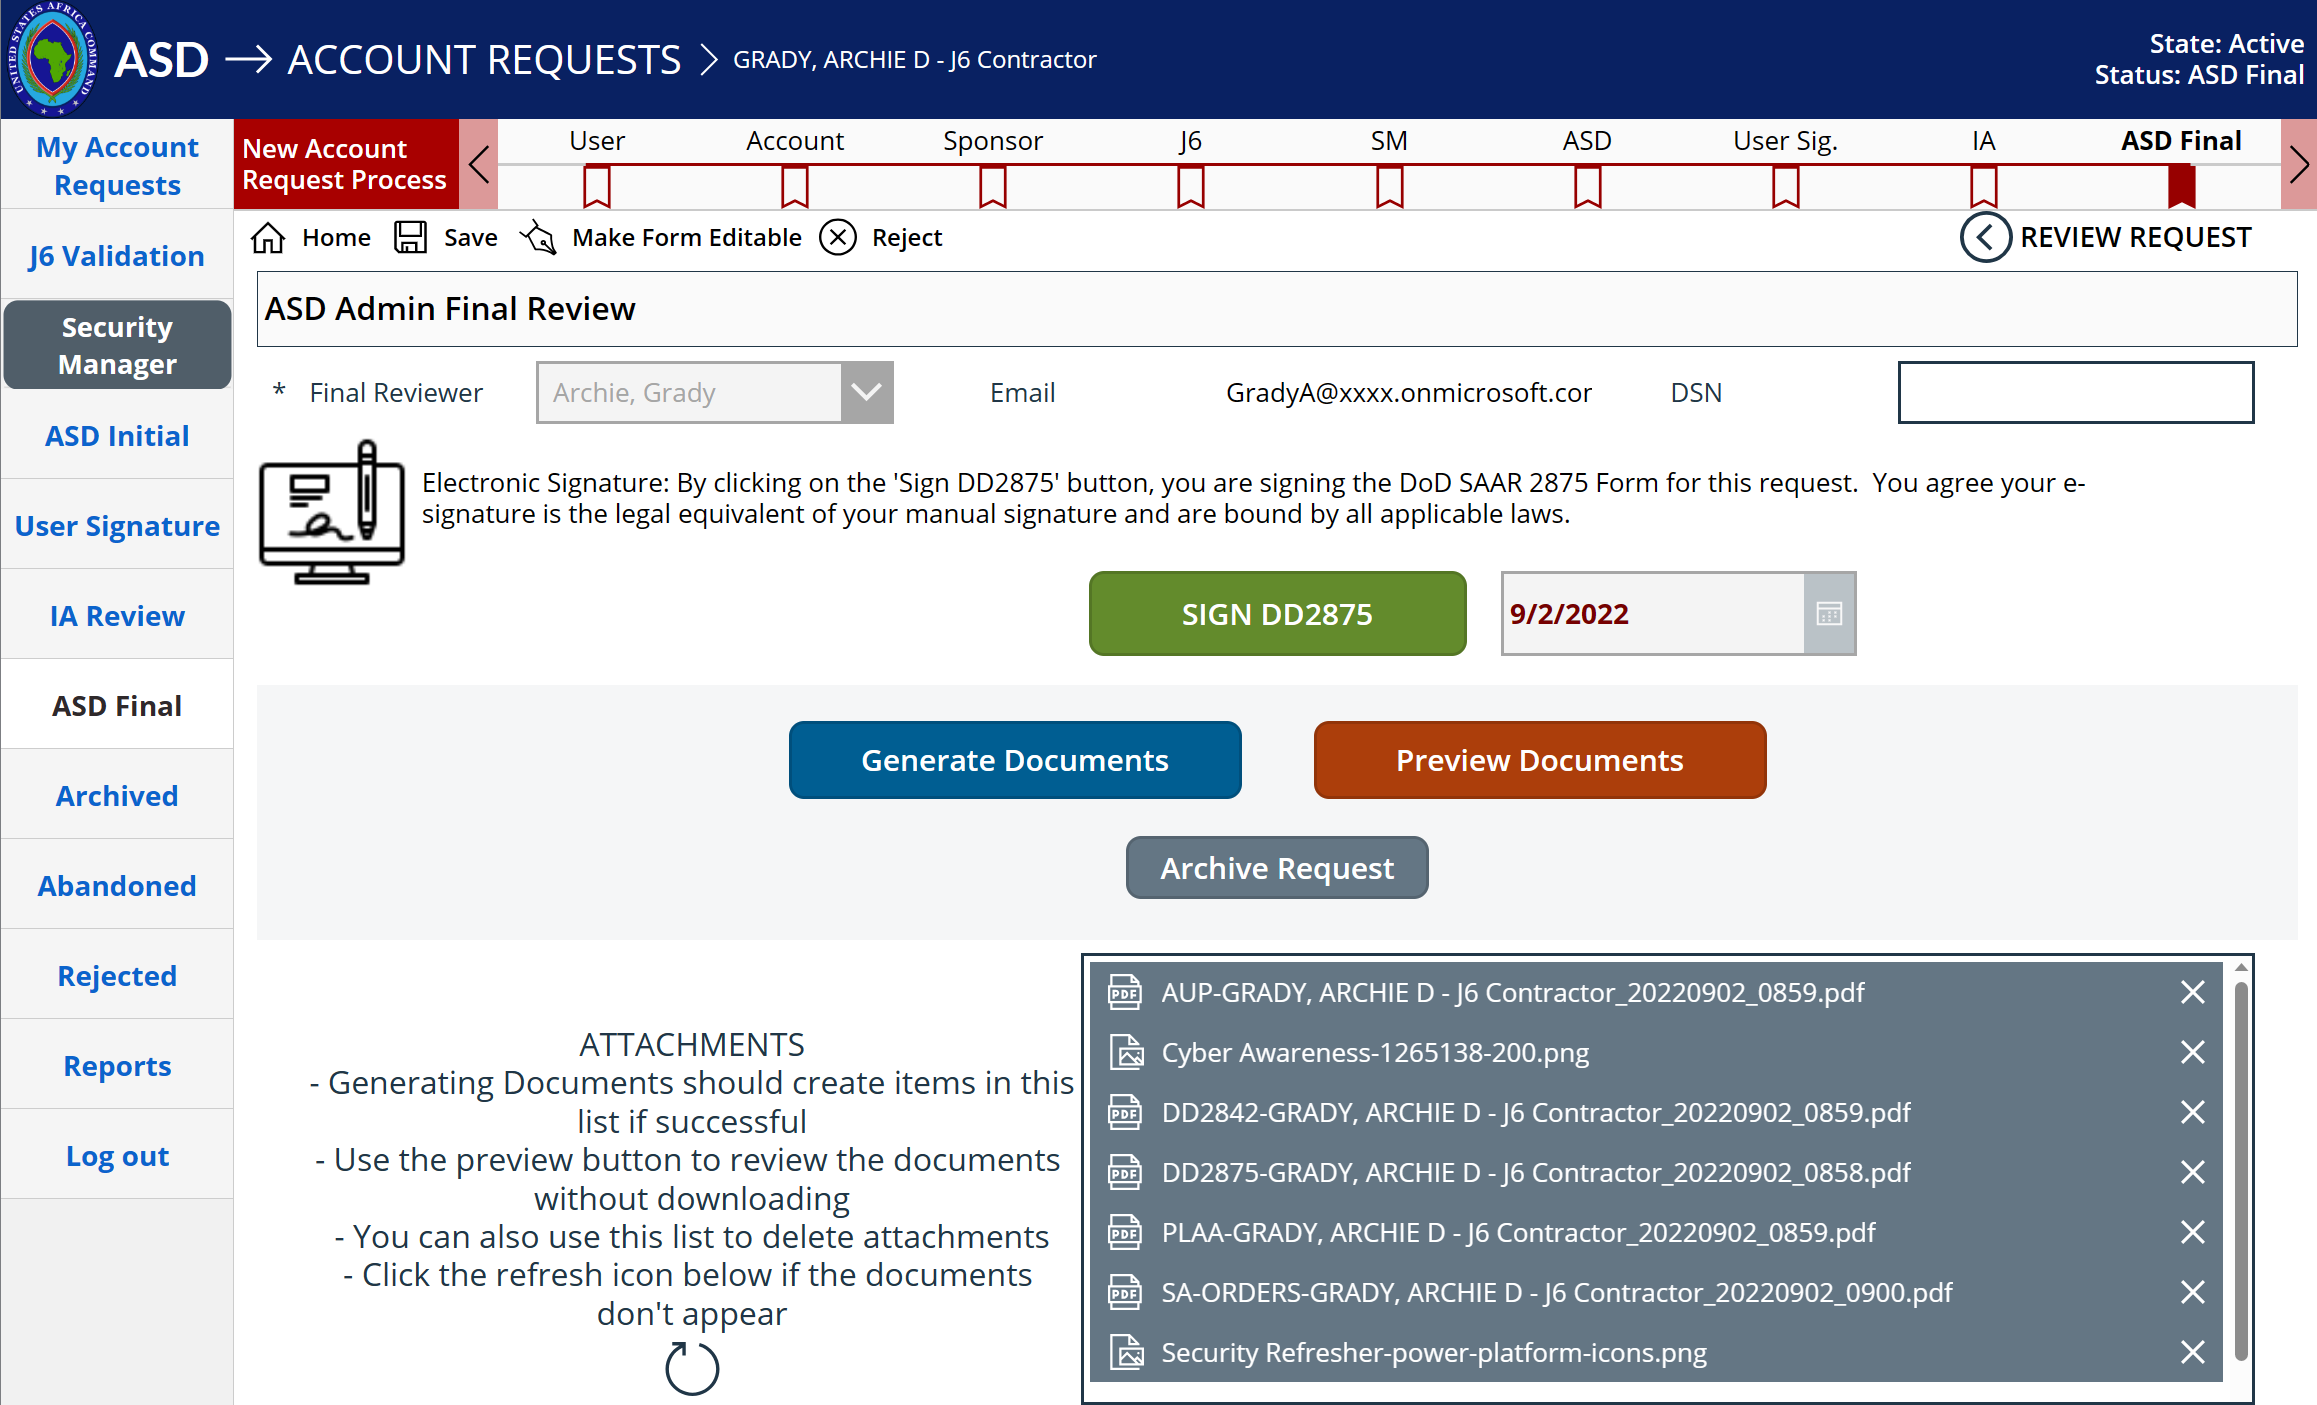 UNITED STATES AFRICA COMMAND
ASD → ACCOUNT REQUESTS > GRADY, ARCHIE D - J6 Contractor
State: Active
Status: ASD Final
My Account
Requests
J6 Validation
Security
Manager
ASD Initial
User Signature
IA Review
ASD Final
Archived
Abandoned
Rejected
Reports
Log out
New Account
Request Process
User
Account
Sponsor
J6
SM
ASD
User Sig.
IA
ASD Final
Home
Save
Make Form Editable
Reject
REVIEW REQUEST
ASD Admin Final Review
* Final Reviewer
Archie, Grady
Email
GradyA@xxxx.onmicrosoft.cor
DSN
Electronic Signature: By clicking on the 'Sign DD2875' button, you are signing the DoD SAAR 2875 Form for this request.  You agree your e-
signature is the legal equivalent of your manual signature and are bound by all applicable laws.
SIGN DD2875
9/2/2022
Generate Documents
Preview Documents
Archive Request
ATTACHMENTS
- Generating Documents should create items in this
list if successful
- Use the preview button to review the documents
without downloading
- You can also use this list to delete attachments
- Click the refresh icon below if the documents
don't appear
PDF AUP-GRADY, ARCHIE D - J6 Contractor_20220902_0859.pdf
Cyber Awareness-1265138-200.png
PDF DD2842-GRADY, ARCHIE D - J6 Contractor_20220902_0859.pdf
PDF DD2875-GRADY, ARCHIE D - J6 Contractor_20220902_0858.pdf
PDF PLAA-GRADY, ARCHIE D - J6 Contractor_20220902_0859.pdf
PDF SA-ORDERS-GRADY, ARCHIE D - J6 Contractor_20220902_0900.pdf
Security Refresher-power-platform-icons.png